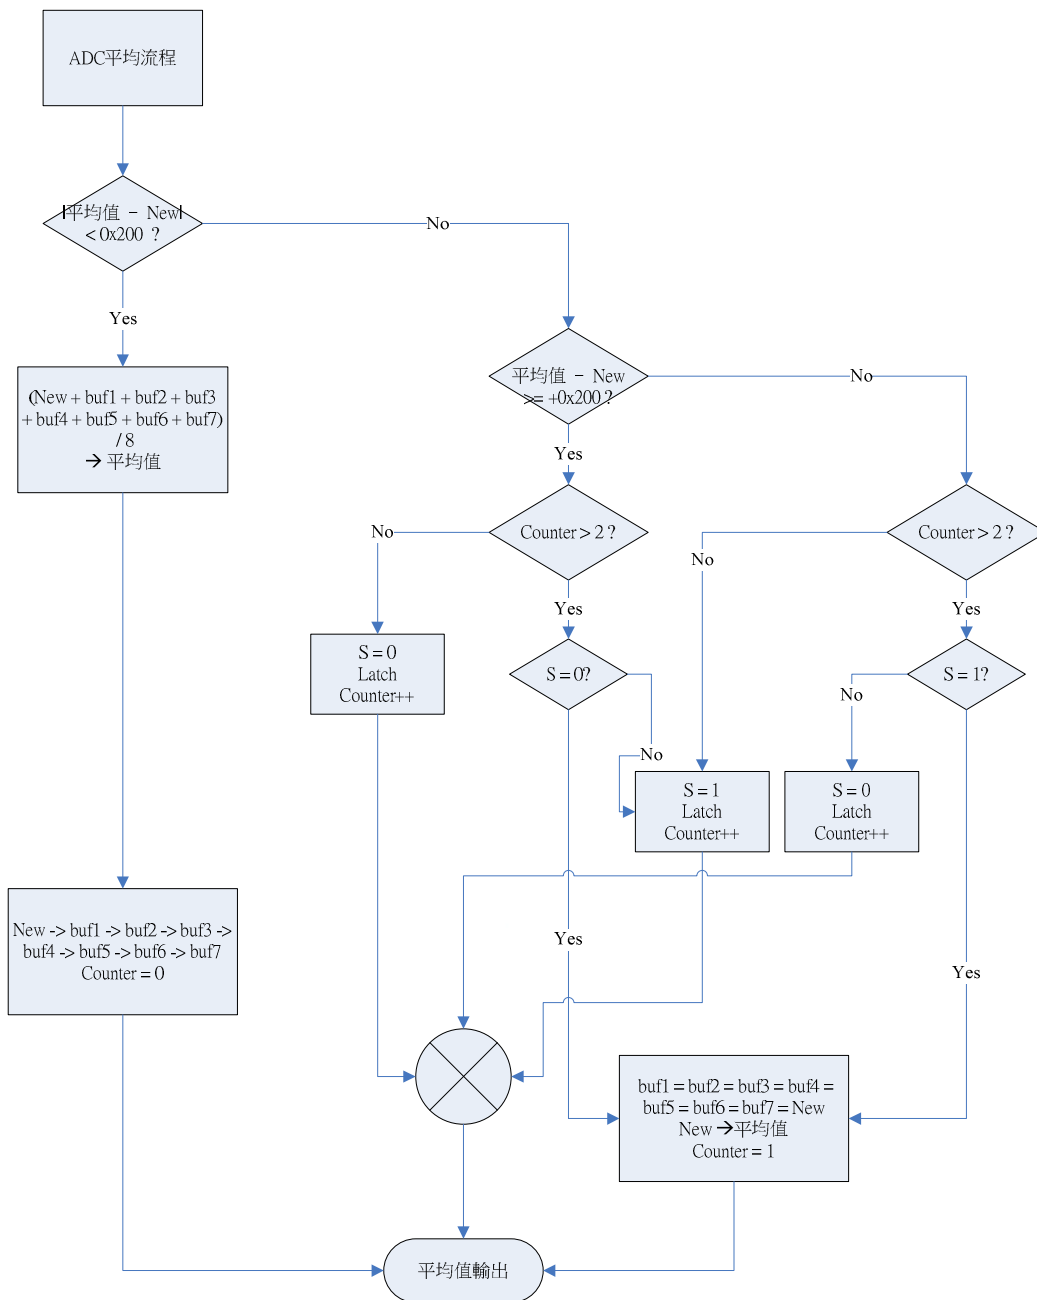 ADC平均流程
|平均值 - New|
< 0x200 ?
No
Yes
(New + buf1 + buf2 + buf3
+ buf4 + buf5 + buf6 + buf7)
/ 8
→ 平均值
平均值 - New
>= +0x200 ?
No
Yes
Counter > 2 ?
No
Yes
Counter > 2 ?
No
Yes
S = 0
Latch
Counter++
S = 0?
No
Yes
S = 1?
No
Yes
S = 1
Latch
Counter++
S = 0
Latch
Counter++
New -> buf1 -> buf2 -> buf3 ->
buf4 -> buf5 -> buf6 -> buf7
Counter = 0
buf1 = buf2 = buf3 = buf4 =
buf5 = buf6 = buf7 = New
New →平均值
Counter = 1
平均值輸出